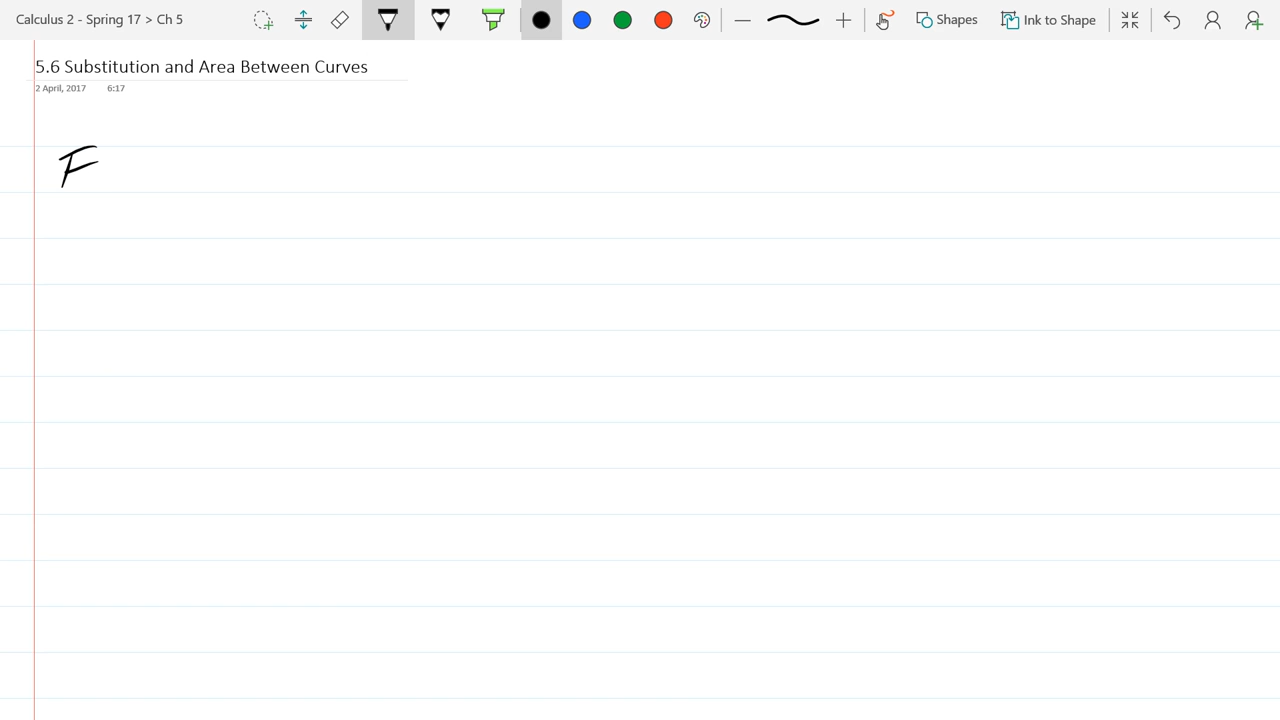 Calculus 2 - Spring 17 > Ch 5
Shapes
Ink to Shape
5.6 Substitution and Area Between Curves
2 April, 2017 6:17
F